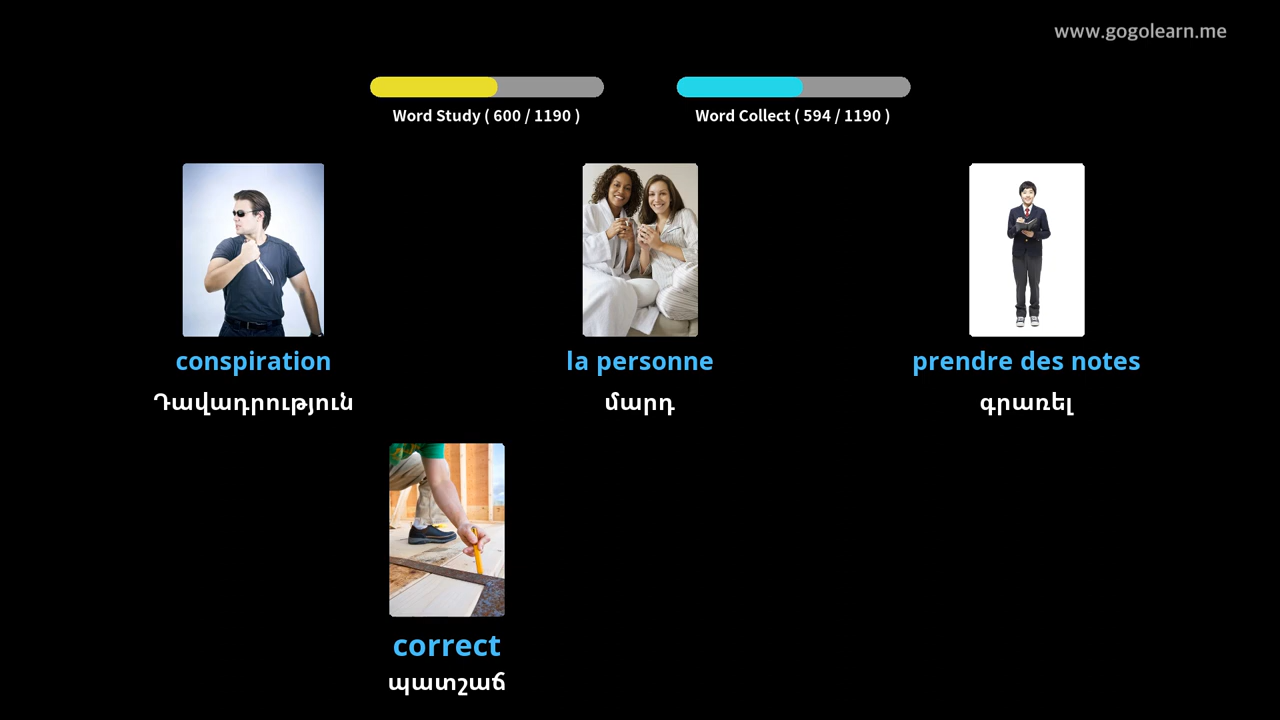 www.gogolearn.me
Word Study ( 600 / 1190 )
Word Collect ( 594 / 1190 )
conspiration
Դավադրություն
la personne
մարդ
prendre des notes
գրառել
correct
պատշաճ